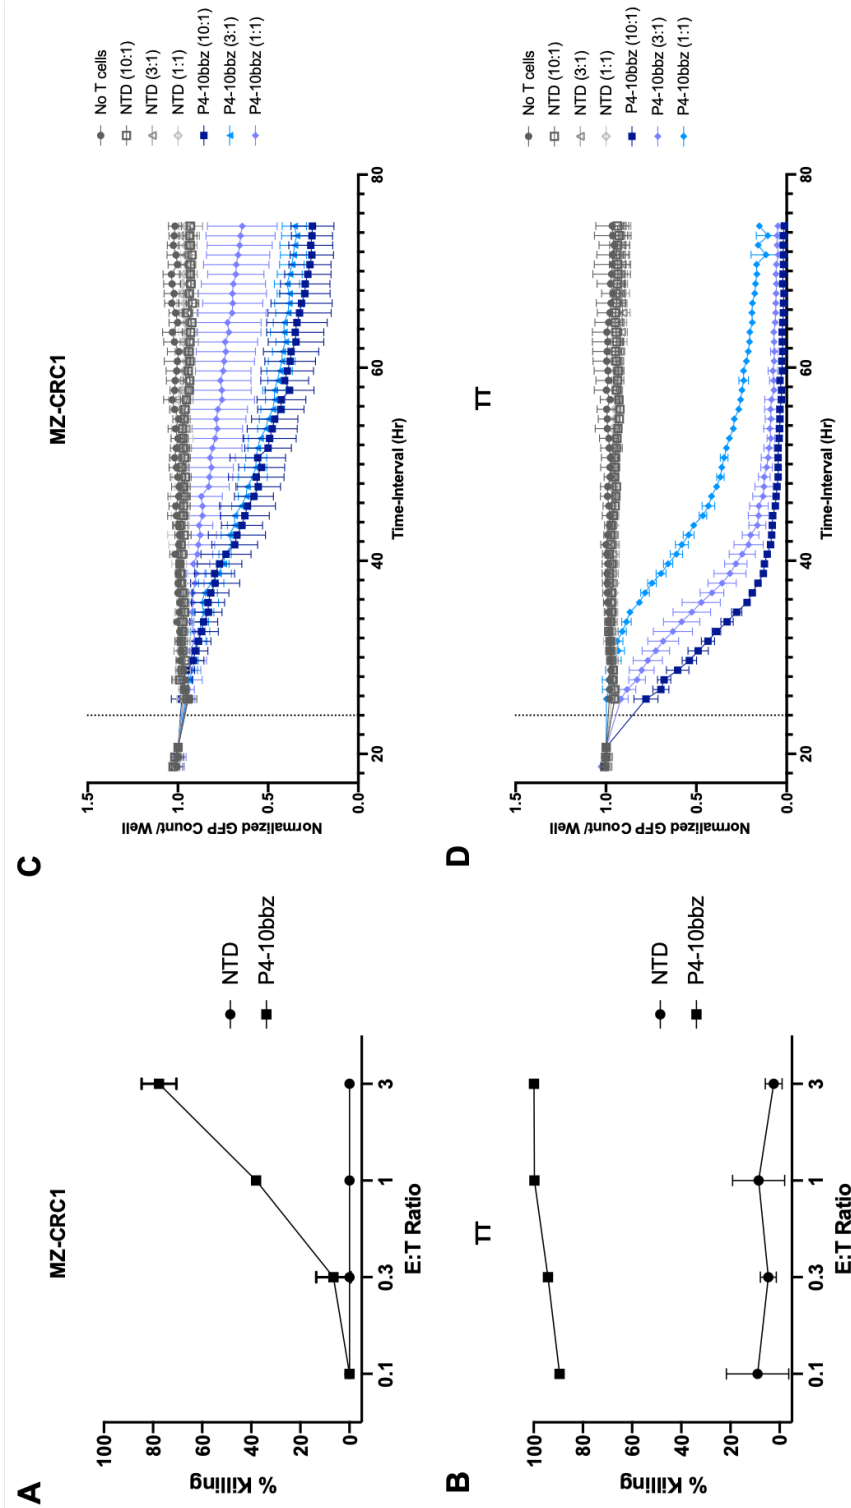 A
MZ-CRC1
100
80
60
40
20
0
% Killing
0.1
0.3
1
3
E:T Ratio
NTD
P4-10bbz
B
TT
100
80
60
40
20
0
% Killing
0.1
0.3
1
3
E:T Ratio
NTD
P4-10bbz
C
MZ-CRC1
1.5
1.0
0.5
0.0
Normalized GFP Count/ Well
20
40
60
80
Time-Interval (Hr)
No T cells
NTD (10:1)
NTD (3:1)
NTD (1:1)
P4-10bbz (10:1)
P4-10bbz (3:1)
P4-10bbz (1:1)
D
TT
1.5
1.0
0.5
0.0
Normalized GFP Count/ Well
20
40
60
80
Time-Interval (Hr)
No T cells
NTD (10:1)
NTD (3:1)
NTD (1:1)
P4-10bbz (10:1)
P4-10bbz (3:1)
P4-10bbz (1:1)